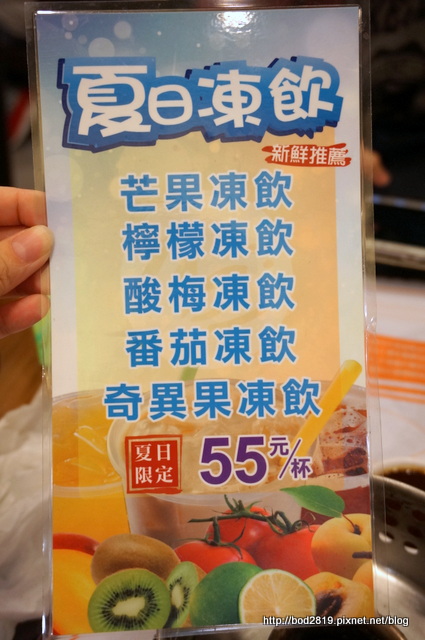 夏日凍飲
新鮮推薦
芒果凍飲
檸檬凍飲
酸梅凍飲
番茄凍飲
奇異果凍飲
夏日
限定
55元/杯
http://bod2819.pixnet.net/blog